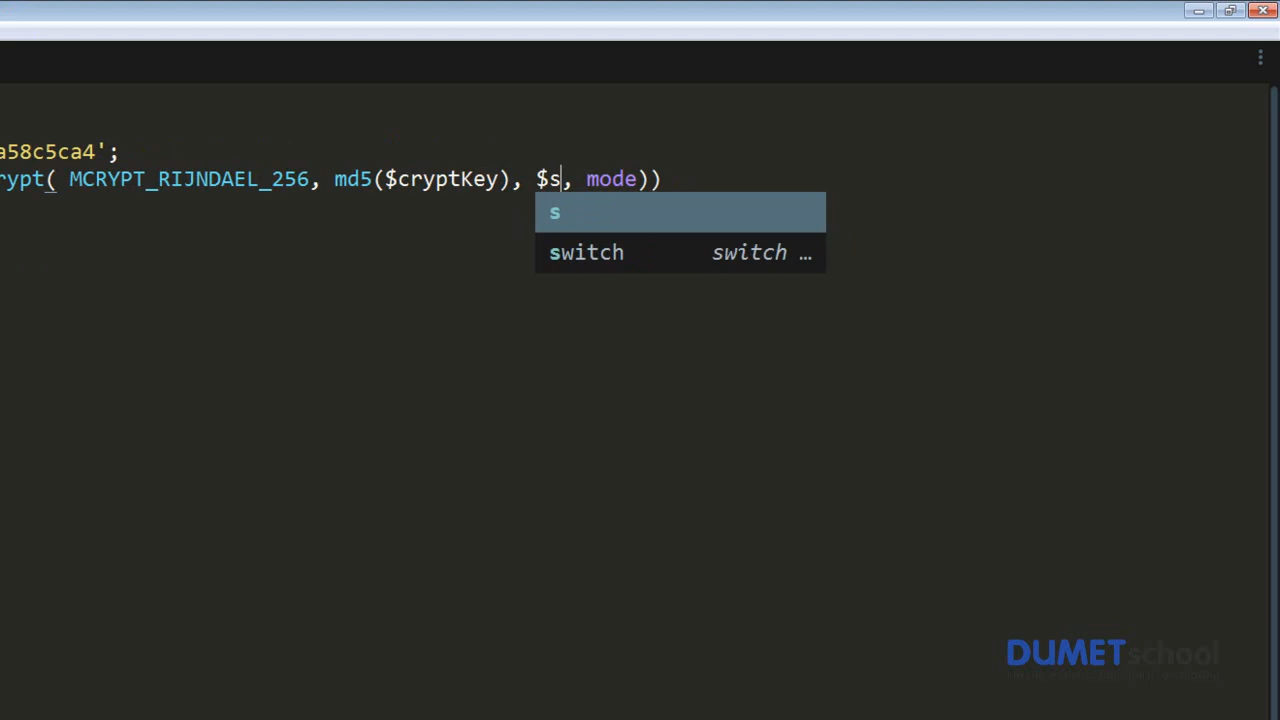 a58c5ca4';
rypt( MCRYPT_RIJNDAEL_256, md5($cryptKey), $s, mode))
s
switch switch …
DUMETschool